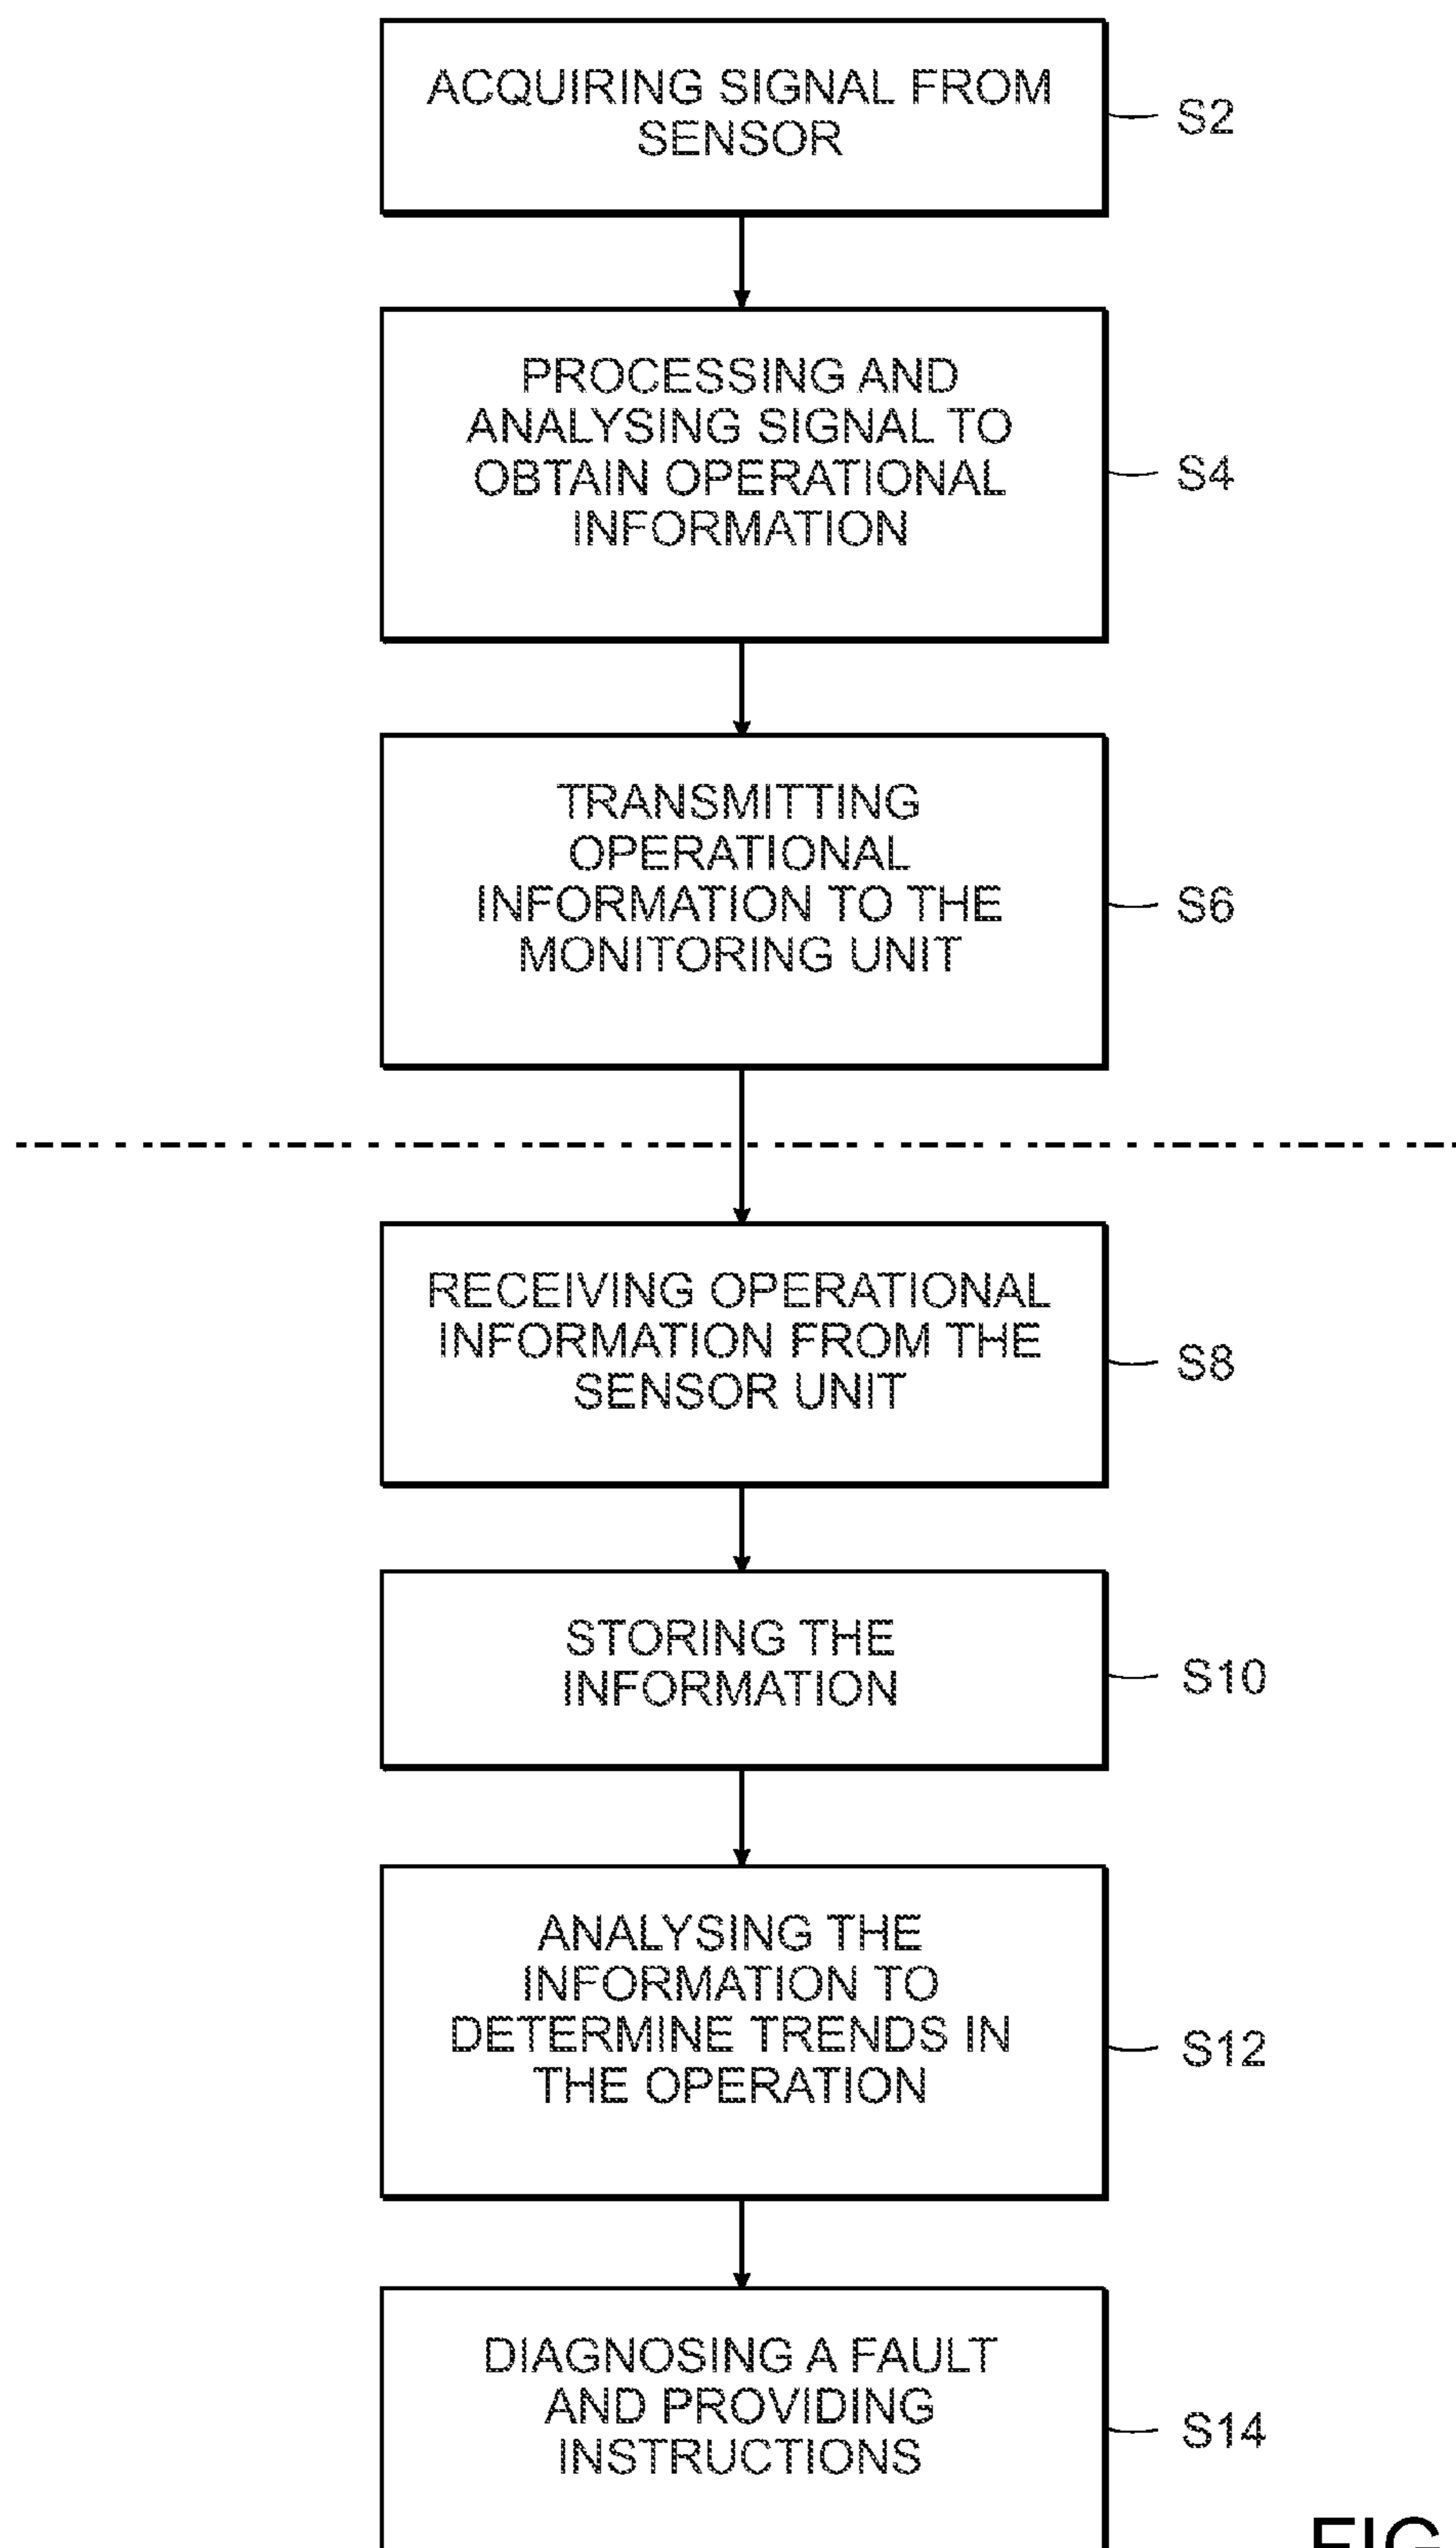 ACQUIRING SIGNAL FROM
SENSOR
S2
PROCESSING AND
ANALYSING SIGNAL TO
OBTAIN OPERATIONAL
INFORMATION
S4
TRANSMITTING
OPERATIONAL
INFORMATION TO THE
MONITORING UNIT
S6
RECEIVING OPERATIONAL
INFORMATION FROM THE
SENSOR UNIT
S8
STORING THE
INFORMATION
S10
ANALYSING THE
INFORMATION TO
DETERMINE TRENDS IN
THE OPERATION
S12
DIAGNOSING A FAULT
AND PROVIDING
INSTRUCTIONS
S14
FIG